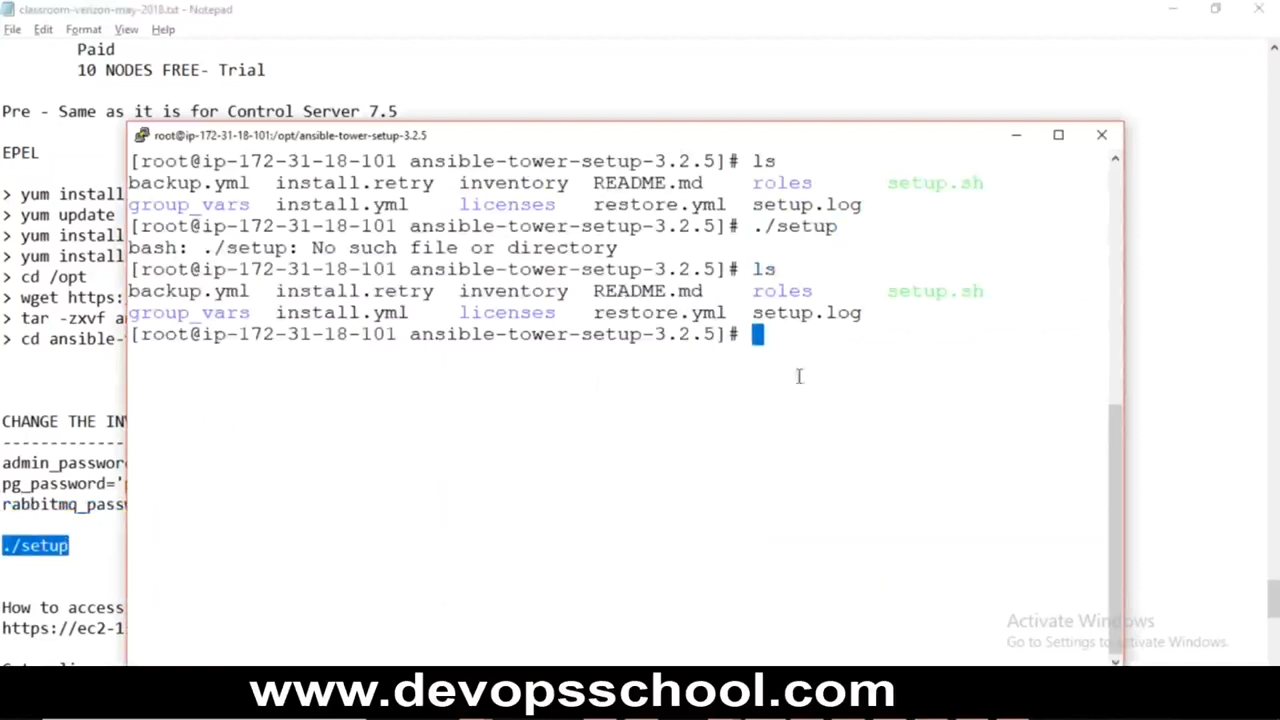 classroom-verizon-may-2018.txt - Notepad
File Edit Format View Help
Paid
10 NODES FREE- Trial
Pre - Same as it is for Control Server 7.5
EPEL
> yum install
> yum update
> yum install
> yum install
> cd /opt
> wget https:
> tar -zxvf a
> cd ansible-
CHANGE THE IN
---------------
admin_passwor
pg_password='
rabbitmq_pass
./setup
How to access
https://ec2-1
root@ip-172-31-18-101:/opt/ansible-tower-setup-3.2.5
[root@ip-172-31-18-101 ansible-tower-setup-3.2.5]# ls
backup.yml install.retry inventory README.md roles setup.sh
group_vars install.yml licenses restore.yml setup.log
[root@ip-172-31-18-101 ansible-tower-setup-3.2.5]# ./setup
bash: ./setup: No such file or directory
[root@ip-172-31-18-101 ansible-tower-setup-3.2.5]# ls
backup.yml install.retry inventory README.md roles setup.sh
group_vars install.yml licenses restore.yml setup.log
[root@ip-172-31-18-101 ansible-tower-setup-3.2.5]#
Activate Windows
Go to Settings to activate Windows.
www.devopsschool.com